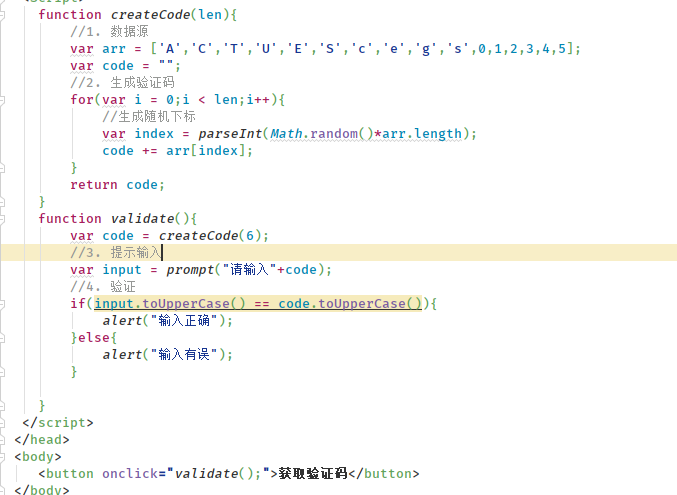 <script>
function createCode(len){
//1. 数据源
var arr = ['A','C','T','U','E','S','c','e','g','s',0,1,2,3,4,5];
var code = "";
//2. 生成验证码
for(var i = 0;i < len;i++){
//生成随机下标
var index = parseInt(Math.random()*arr.length);
code += arr[index];
}
return code;
}
function validate(){
var code = createCode(6);
//3. 提示输入
var input = prompt("请输入"+code);
//4. 验证
if(input.toUpperCase() == code.toUpperCase()){
alert("输入正确");
}else{
alert("输入有误");
}
}
</script>
</head>
<body>
<button onclick="validate();">获取验证码</button>
</body>